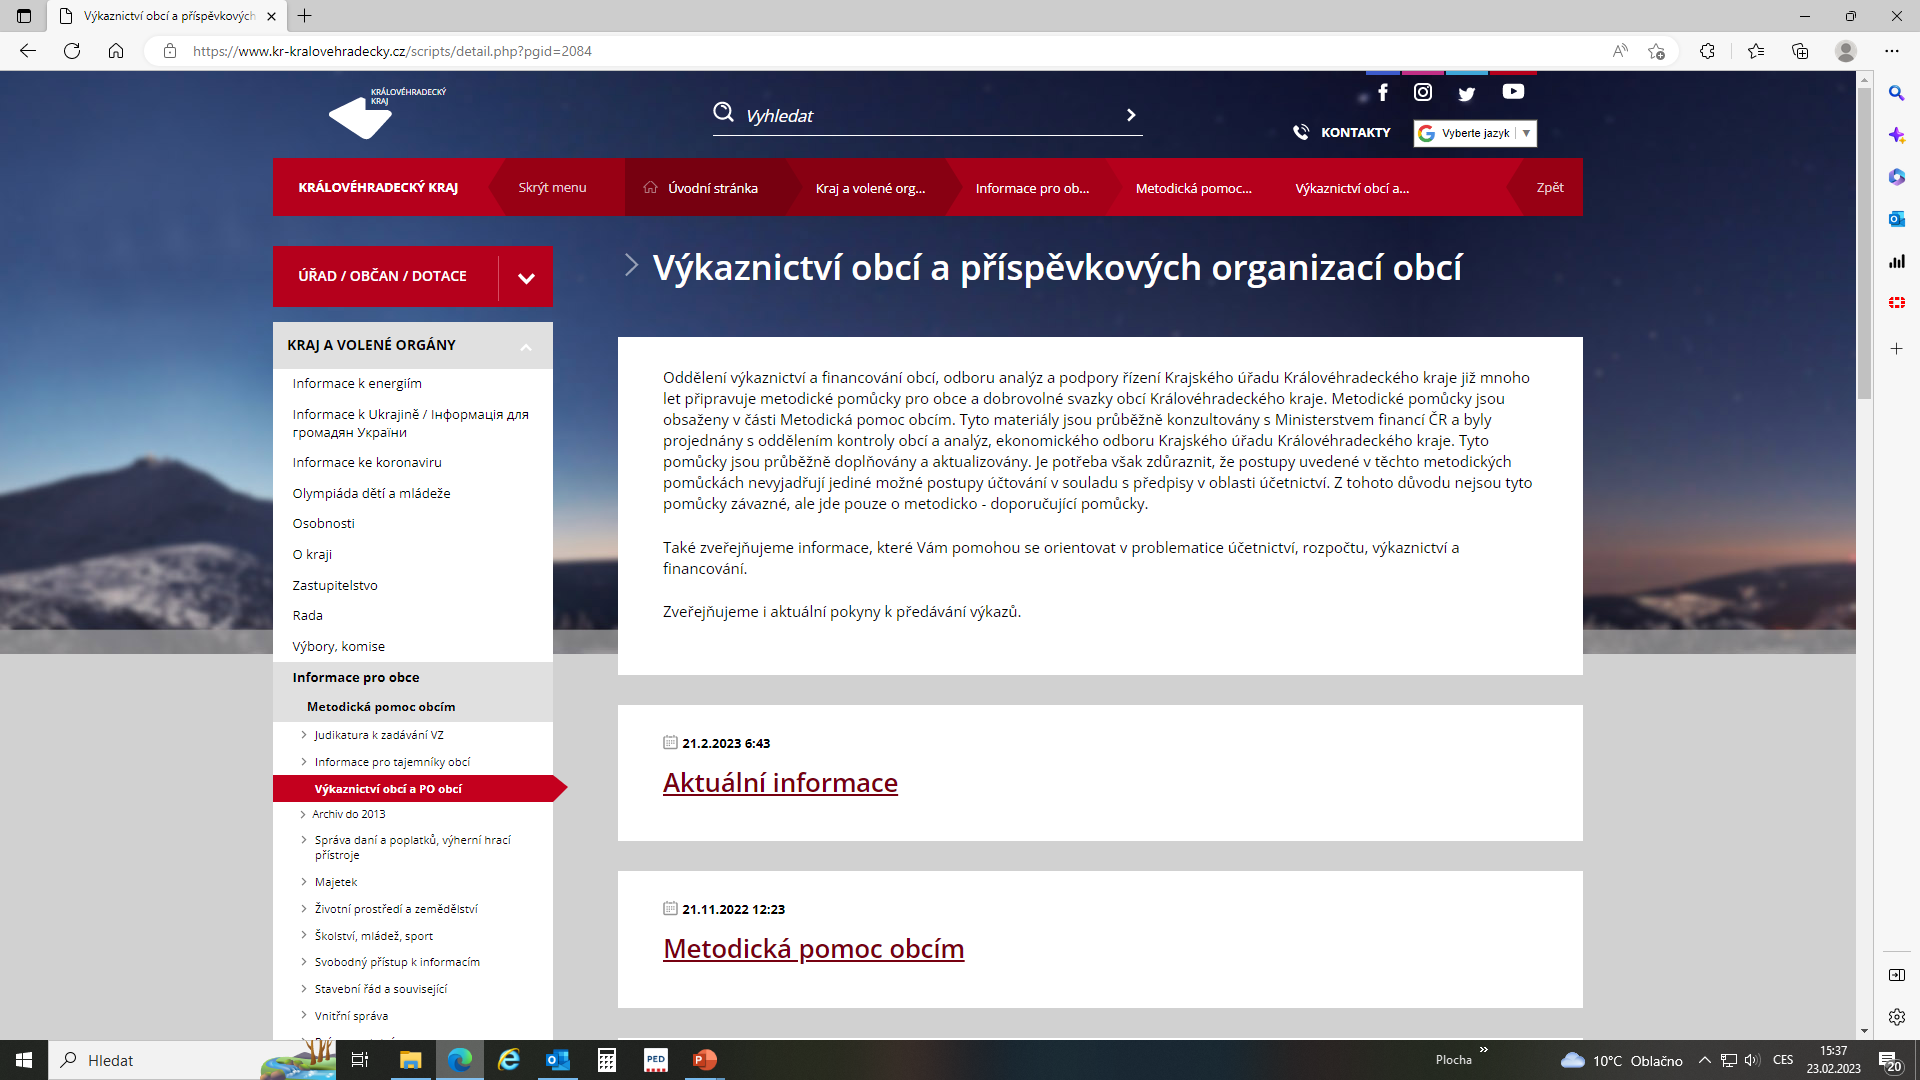 Výkaznictví obcí a příspěvkových
https://www.kr-kralovehradecky.cz/scripts/detail.php?pgid=2084
KRÁLOVÉHRADECKÝ
KRAJ
Vyhledat
KONTAKTY
Vyberte jazyk ▼
KRÁLOVÉHRADECKÝ KRAJ
Skrýt menu
Úvodní stránka
Kraj a volené org...
Informace pro ob...
Metodická pomoc...
Výkaznictví obcí a...
Zpět
ÚŘAD / OBČAN / DOTACE
KRAJ A VOLENÉ ORGÁNY
Informace k energiím
Informace k Ukrajině / Інформація для
громадян України
Informace ke koronaviru
Olympiáda dětí a mládeže
Osobnosti
O kraji
Zastupitelstvo
Rada
Výbory, komise
Informace pro obce
Metodická pomoc obcím
Judikatura k zadávání VZ
Informace pro tajemníky obcí
Výkaznictví obcí a PO obcí
Archiv do 2013
Správa daní a poplatků, výherní hrací
přístroje
Majetek
Životní prostředí a zemědělství
Školství, mládež, sport
Svobodný přístup k informacím
Stavební řád a související
Vnitřní správa
Výkaznictví obcí a příspěvkových organizací obcí
Oddělení výkaznictví a financování obcí, odboru analýz a podpory řízení Krajského úřadu Královéhradeckého kraje již mnoho
let připravuje metodické pomůcky pro obce a dobrovolné svazky obcí Královéhradeckého kraje. Metodické pomůcky jsou
obsaženy v části Metodická pomoc obcím. Tyto materiály jsou průběžně konzultovány s Ministerstvem financí ČR a byly
projednány s oddělením kontroly obcí a analýz, ekonomického odboru Krajského úřadu Královéhradeckého kraje. Tyto
pomůcky jsou průběžně doplňovány a aktualizovány. Je potřeba však zdůraznit, že postupy uvedené v těchto metodických
pomůckách nevyjadřují jediné možné postupy účtování v souladu s předpisy v oblasti účetnictví. Z tohoto důvodu nejsou tyto
pomůcky závazné, ale jde pouze o metodicko - doporučující pomůcky.
Také zveřejňujeme informace, které Vám pomohou se orientovat v problematice účetnictví, rozpočtu, výkaznictví a
financování.
Zveřejňujeme i aktuální pokyny k předávání výkazů.
21.2.2023 6:43
Aktuální informace
21.11.2022 12:23
Metodická pomoc obcím
Hledat
PED
Plocha
10°C Oblačno
CES
15:37
23.02.2023
20